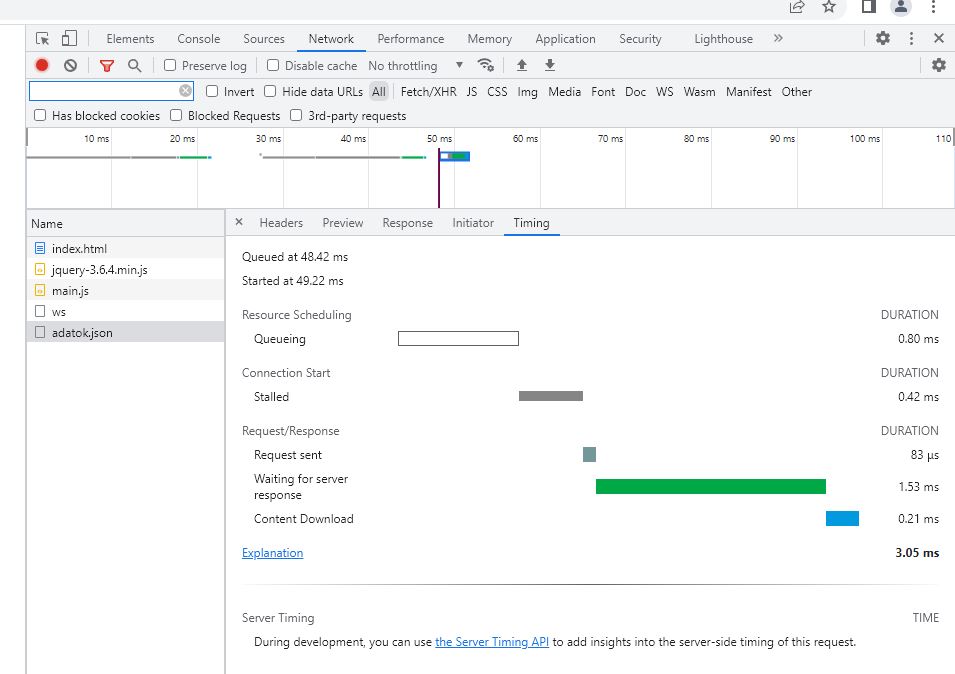 Elements Console Sources Network Performance Memory Application Security Lighthouse »
Preserve log Disable cache No throttling
Invert Hide data URLs All Fetch/XHR JS CSS Img Media Font Doc WS Wasm Manifest Other
Has blocked cookies Blocked Requests 3rd-party requests
10 ms 20 ms 30 ms 40 ms 50 ms 60 ms 70 ms 80 ms 90 ms 100 ms 110
Name
index.html
jquery-3.6.4.min.js
main.js
ws
adatok.json
× Headers Preview Response Initiator Timing
Queued at 48.42 ms
Started at 49.22 ms
Resource Scheduling DURATION
Queueing 0.80 ms
Connection Start DURATION
Stalled 0.42 ms
Request/Response DURATION
Request sent 83 μs
Waiting for server
response 1.53 ms
Content Download 0.21 ms
Explanation 3.05 ms
Server Timing TIME
During development, you can use the Server Timing API to add insights into the server-side timing of this request.